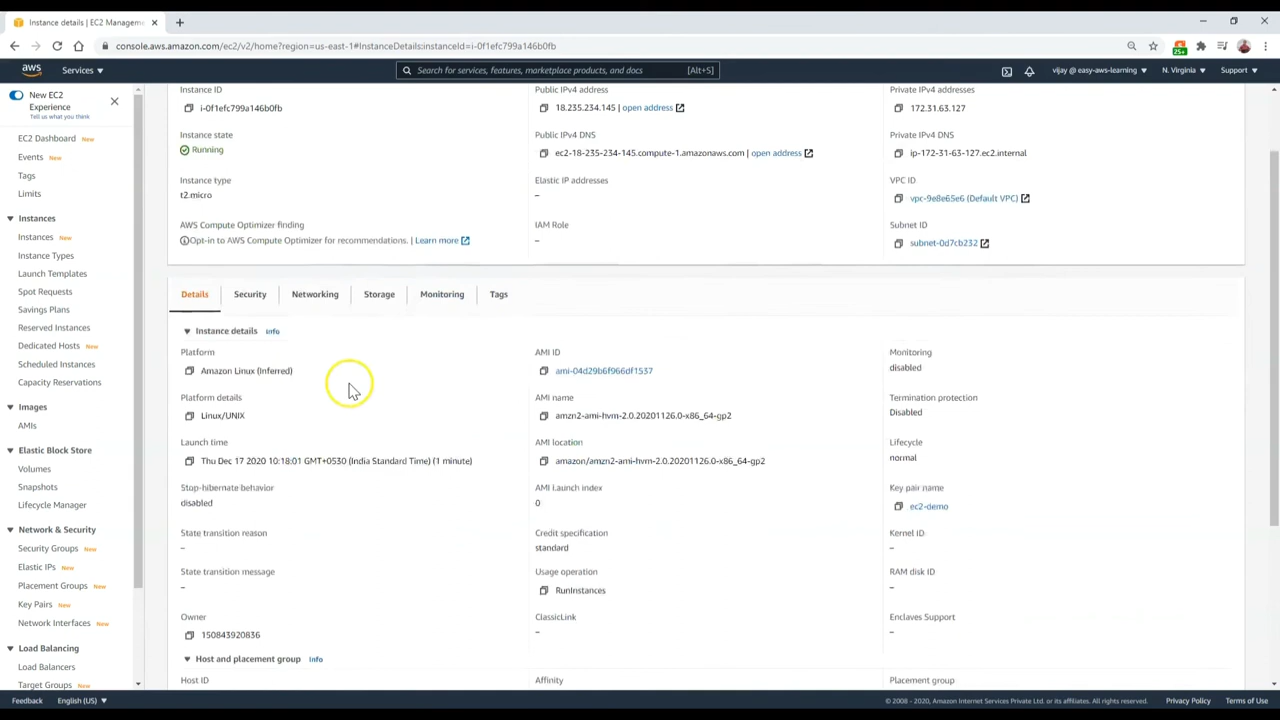 Instance details | EC2 Manageme
console.aws.amazon.com/ec2/v2/home?region=us-east-1#InstanceDetails:instanceId=i-0f1efc799a146b0fb
25+
aws
Services
Search for services, features, marketplace products, and docs
[Alt+S]
vijay @ easy-aws-learning
N. Virginia
Support
New EC2
Experience
Tell us what you think
EC2 Dashboard New
Events New
Tags
Limits
Instances
Instances New
Instance Types
Launch Templates
Spot Requests
Savings Plans
Reserved Instances
Dedicated Hosts New
Scheduled Instances
Capacity Reservations
Images
AMIs
Elastic Block Store
Volumes
Snapshots
Lifecycle Manager
Network & Security
Security Groups New
Elastic IPs New
Placement Groups New
Key Pairs New
Network Interfaces New
Load Balancing
Load Balancers
Target Groups New
Instance ID
i-0f1efc799a146b0fb
Public IPv4 address
18.235.234.145 | open address
Private IPv4 addresses
172.31.63.127
Instance state
Running
Public IPv4 DNS
ec2-18-235-234-145.compute-1.amazonaws.com | open address
Private IPv4 DNS
ip-172-31-63-127.ec2.internal
Instance type
t2.micro
Elastic IP addresses
–
VPC ID
vpc-9e8e65e6 (Default VPC)
AWS Compute Optimizer finding
Opt-in to AWS Compute Optimizer for recommendations. | Learn more
IAM Role
–
Subnet ID
subnet-0d7cb232
Details
Security
Networking
Storage
Monitoring
Tags
Instance details Info
Platform
Amazon Linux (Inferred)
AMI ID
ami-04d29b6f966df1537
Monitoring
disabled
Platform details
Linux/UNIX
AMI name
amzn2-ami-hvm-2.0.20201126.0-x86_64-gp2
Termination protection
Disabled
Launch time
Thu Dec 17 2020 10:18:01 GMT+0530 (India Standard Time) (1 minute)
AMI location
amazon/amzn2-ami-hvm-2.0.20201126.0-x86_64-gp2
Lifecycle
normal
Stop-hibernate behavior
disabled
AMI Launch index
0
Key pair name
ec2-demo
State transition reason
–
Credit specification
standard
Kernel ID
–
State transition message
–
Usage operation
RunInstances
RAM disk ID
–
Owner
150843920836
ClassicLink
–
Enclaves Support
–
Host and placement group Info
Host ID
Affinity
Placement group
Feedback
English (US)
© 2008 - 2020, Amazon Internet Services Private Ltd. or its affiliates. All rights reserved.
Privacy Policy
Terms of Use